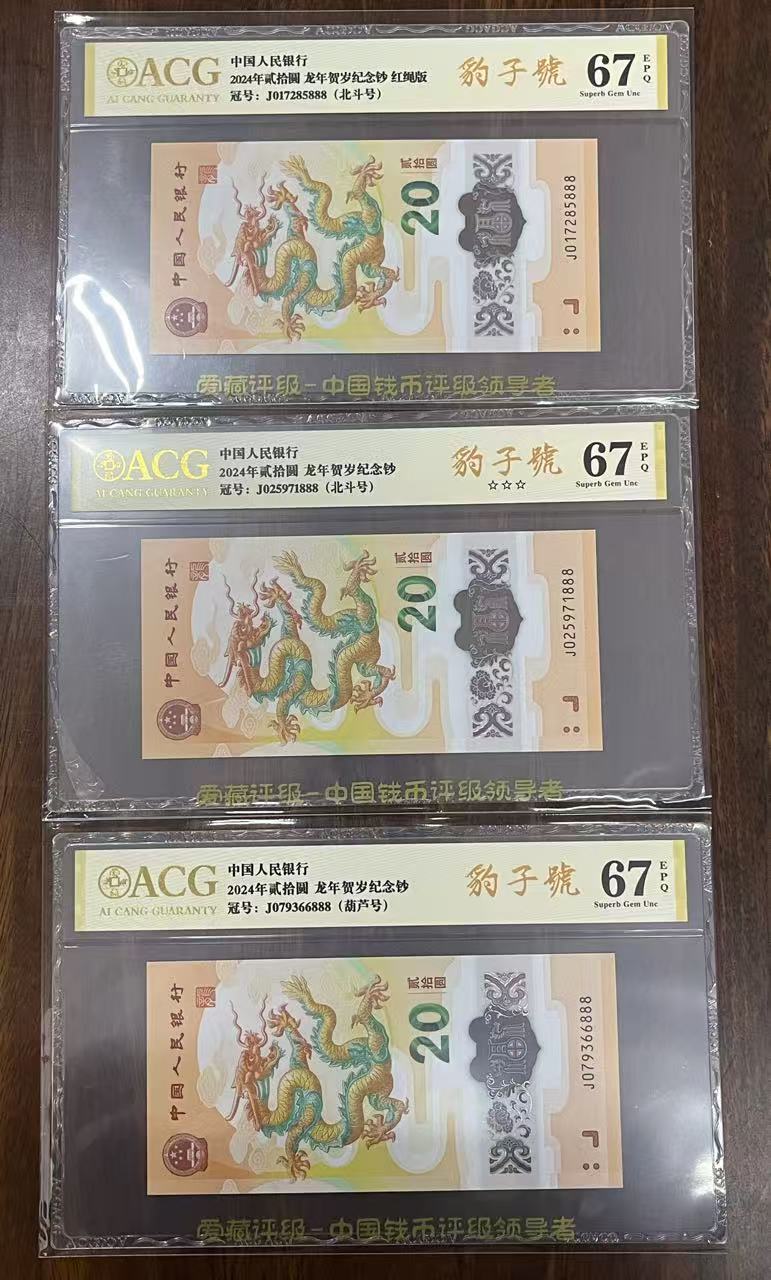 ACG
AI CANG GUARANTY
中国人民银行
2024年贰拾圆 龙年贺岁纪念钞 红绳版
冠号：J017285888（北斗号）
豹子號
67
EPQ
Superb Gem Unc
中国人民银行
贰拾圆
20
J017285888
爱藏评级-中国钱币评级领导者
ACG
AI CANG GUARANTY
中国人民银行
2024年贰拾圆 龙年贺岁纪念钞
冠号：J025971888（北斗号）
豹子號
☆☆☆
67
EPQ
Superb Gem Unc
中国人民银行
贰拾圆
20
J025971888
爱藏评级-中国钱币评级领导者
ACG
AI CANG GUARANTY
中国人民银行
2024年贰拾圆 龙年贺岁纪念钞
冠号：J079366888（葫芦号）
豹子號
67
EPQ
Superb Gem Unc
中国人民银行
贰拾圆
20
J079366888
爱藏评级-中国钱币评级领导者